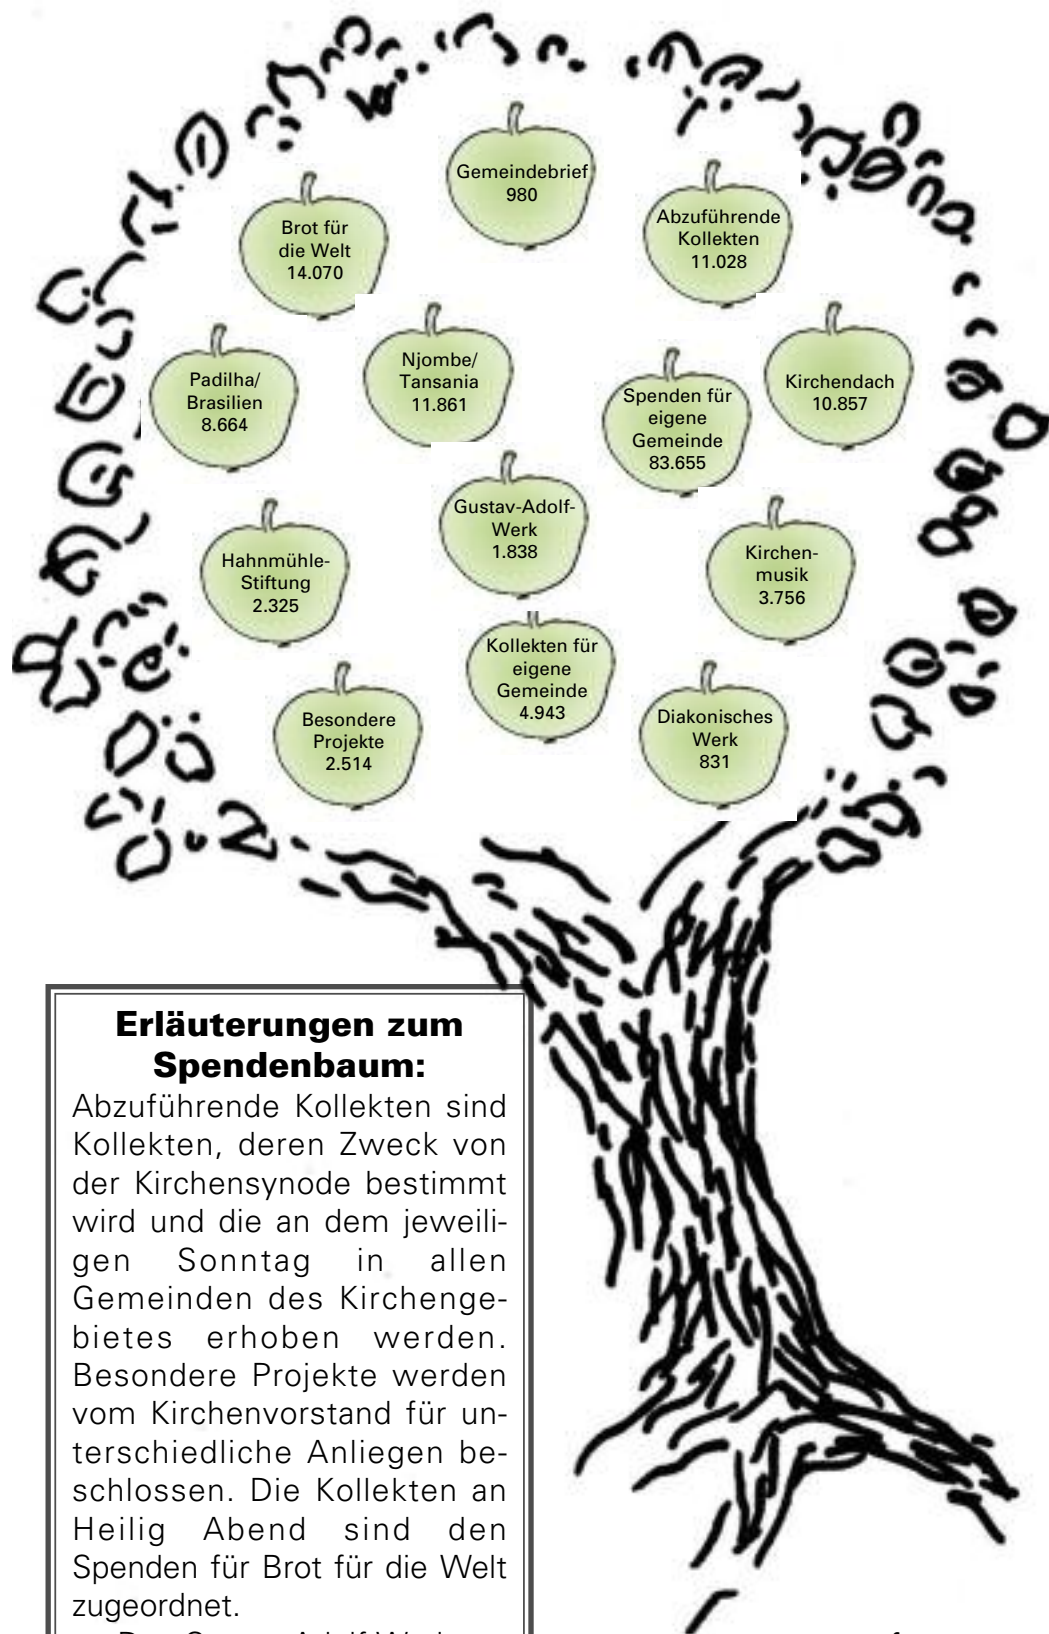 Gemeindebrief
980
Brot für
die Welt
14.070
Abzuführende
Kollekten
11.028
Padilha/
Brasilien
8.664
Njombe/
Tansania
11.861
Spenden für
eigene
Gemeinde
83.655
Kirchendach
10.857
Hahnmühle-
Stiftung
2.325
Gustav-Adolf-
Werk
1.838
Kirchen-
musik
3.756
Besondere
Projekte
2.514
Kollekten für
eigene
Gemeinde
4.943
Diakonisches
Werk
831
Erläuterungen zum
Spendenbaum:
Abzuführende Kollekten sind
Kollekten, deren Zweck von
der Kirchensynode bestimmt
wird und die an dem jeweili-
gen Sonntag in allen
Gemeinden des Kirchenge-
bietes erhoben werden.
Besondere Projekte werden
vom Kirchenvorstand für un-
terschiedliche Anliegen be-
schlossen. Die Kollekten an
Heilig Abend sind den
Spenden für Brot für die Welt
zugeordnet.